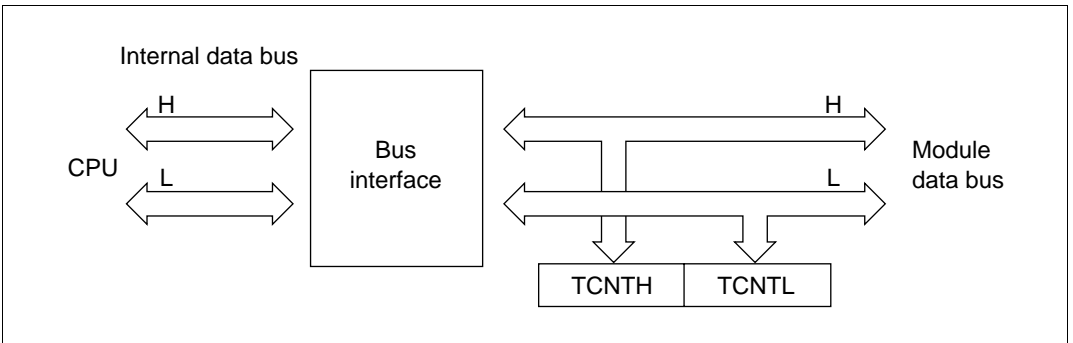 Internal data bus
H
H
CPU
Bus
interface
Module
data bus
L
L
TCNTH
TCNTL